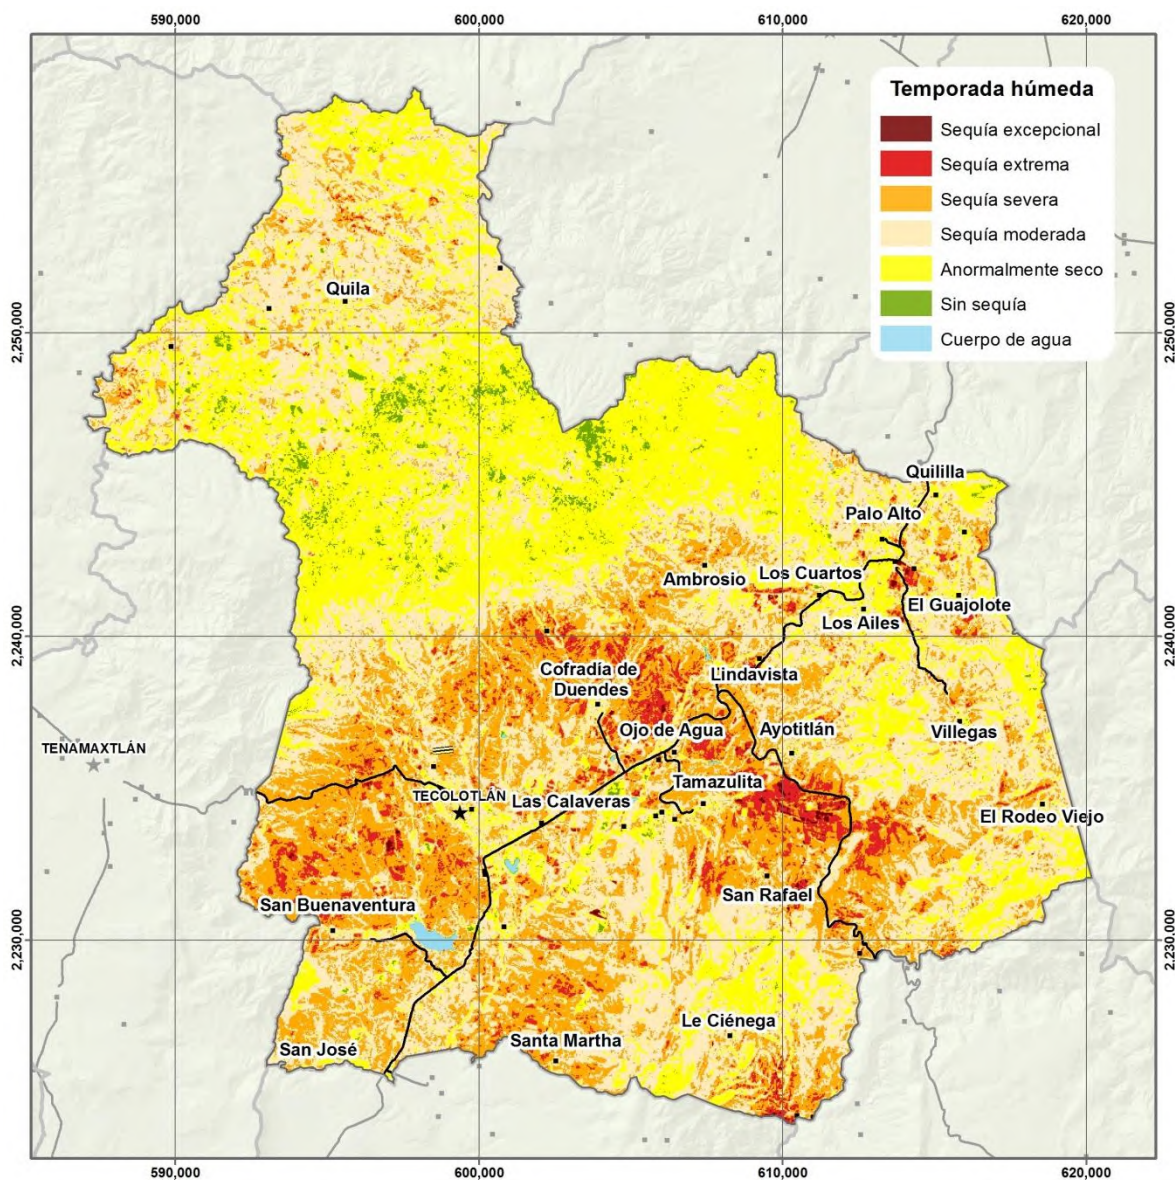 590,000
600,000
610,000
620,000
Temporada húmeda
Sequía excepcional
Sequía extrema
Sequía severa
Sequía moderada
Anormalmente seco
Sin sequía
Cuerpo de agua
2,250,000
2,250,000
Quila
Quililla
Palo Alto
Ambrosio
Los Cuartos
El Guajolote
Los Ailes
2,240,000
2,240,000
Cofradía de
Duendes
Lindavista
Ojo de Agua
Ayotitlán
Villegas
TENAMAXTLÁN
Tamazulita
TECOLOTLÁN
Las Calaveras
El Rodeo Viejo
San Rafael
San Buenaventura
2,230,000
2,230,000
Le Ciénega
Santa Martha
San José
590,000
600,000
610,000
620,000